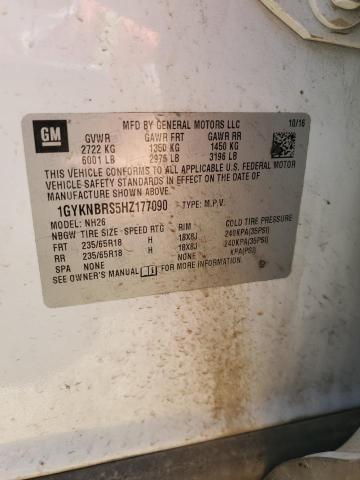 GM
MFD BY GENERAL MOTORS LLC 10/16
GVWR GAWR FRT GAWR RR
2722 KG 1350 KG 1450 KG
6001 LB 2976 LB 3196 LB
THIS VEHICLE CONFORMS TO ALL
APPLICABLE U.S. FEDERAL MOTOR
VEHICLE SAFETY STANDARDS IN
EFFECT ON THE DATE OF
MANUFACTURE SHOWN ABOVE.
1GYKNBRS5HZ177090 TYPE: M.P.V.
MODEL: NH26
NBGW TIRE SIZE - SPEED RTG RIM COLD TIRE PRESSURE
FRT 235/65R18 H 18X8J 240KPA(35PSI)
RR 235/65R18 H 18X8J 240KPA(35PSI)
SPA NONE NONE KPA(PSI)
SEE OWNER'S MANUAL FOR MORE INFORMATION.